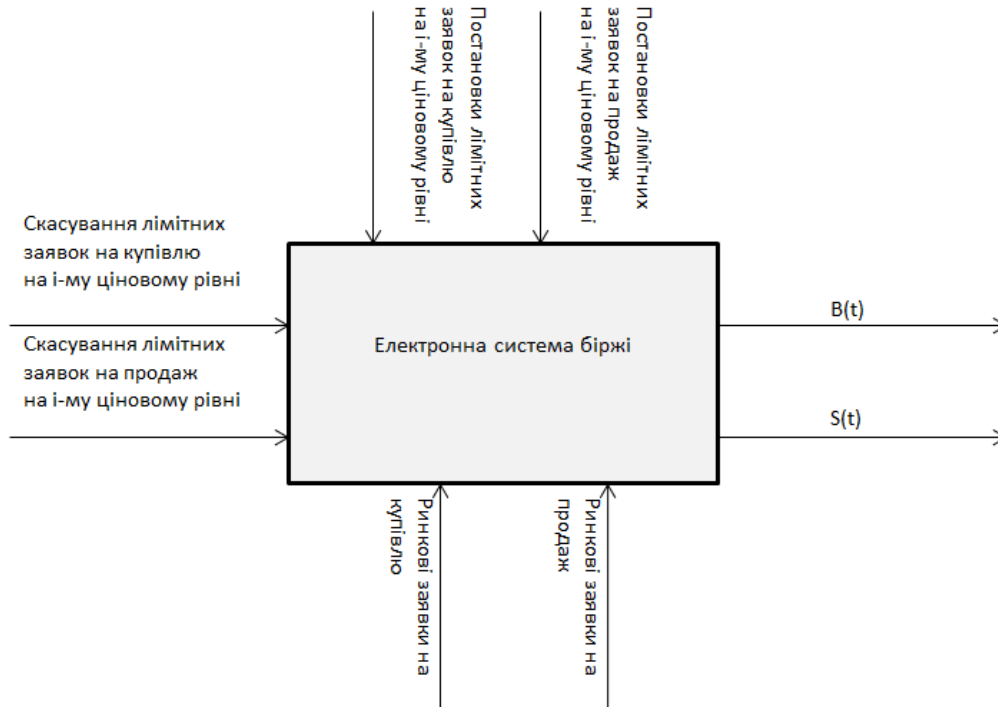 Постановки лімітних
заявок на купівлю
на і-му ціновому рівні
Постановки лімітних
заявок на продаж
на і-му ціновому рівні
Скасування лімітних
заявок на купівлю
на і-му ціновому рівні
Скасування лімітних
заявок на продаж
на і-му ціновому рівні
Електронна система біржі
B(t)
S(t)
Ринкові заявки на
купівлю
Ринкові заявки на
продаж